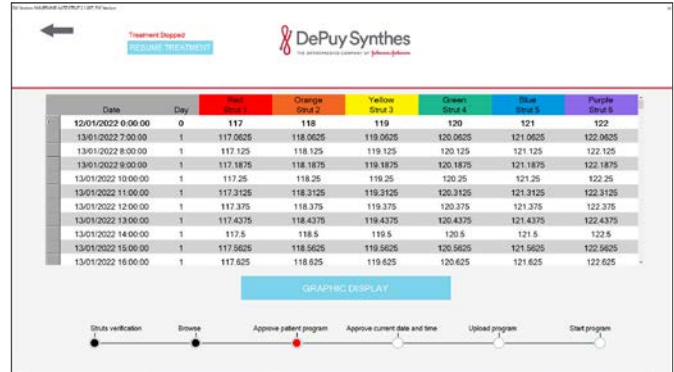 Treatment Stopped
RESUME TREATMENT
DePuy Synthes
THE ORTHOPAEDICS COMPANY OF Johnson & Johnson
Date Day Red Strut 1 Orange Strut 2 Yellow Strut 3 Green Strut 4 Blue Strut 5 Purple Strut 6
12/01/2022 0:00:00 0 117 118 119 120 121 122
13/01/2022 7:00:00 1 117.0625 118.0625 119.0625 120.0625 121.0625 122.0625
13/01/2022 8:00:00 1 117.125 118.125 119.125 120.125 121.125 122.125
13/01/2022 9:00:00 1 117.1875 118.1875 119.1875 120.1875 121.1875 122.1875
13/01/2022 10:00:00 1 117.25 118.25 119.25 120.25 121.25 122.25
13/01/2022 11:00:00 1 117.3125 118.3125 119.3125 120.3125 121.3125 122.3125
13/01/2022 12:00:00 1 117.375 118.375 119.375 120.375 121.375 122.375
13/01/2022 13:00:00 1 117.4375 118.4375 119.4375 120.4375 121.4375 122.4375
13/01/2022 14:00:00 1 117.5 118.5 119.5 120.5 121.5 122.5
13/01/2022 15:00:00 1 117.5625 118.5625 119.5625 120.5625 121.5625 122.5625
13/01/2022 16:00:00 1 117.625 118.625 119.625 120.625 121.625 122.625
GRAPHIC DISPLAY
Struts verification Browse Approve patient program Approve current date and time Upload program Start program